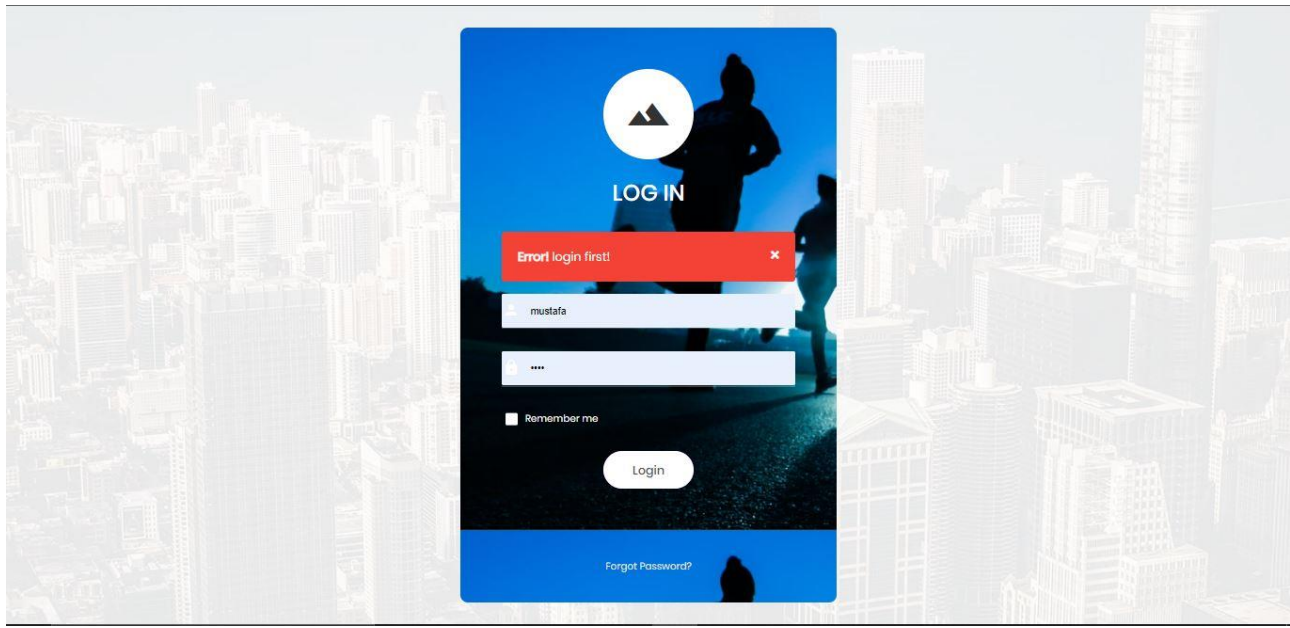 LOG IN
Error! login first!
×
mustafa
••••
Remember me
Login
Forgot Password?